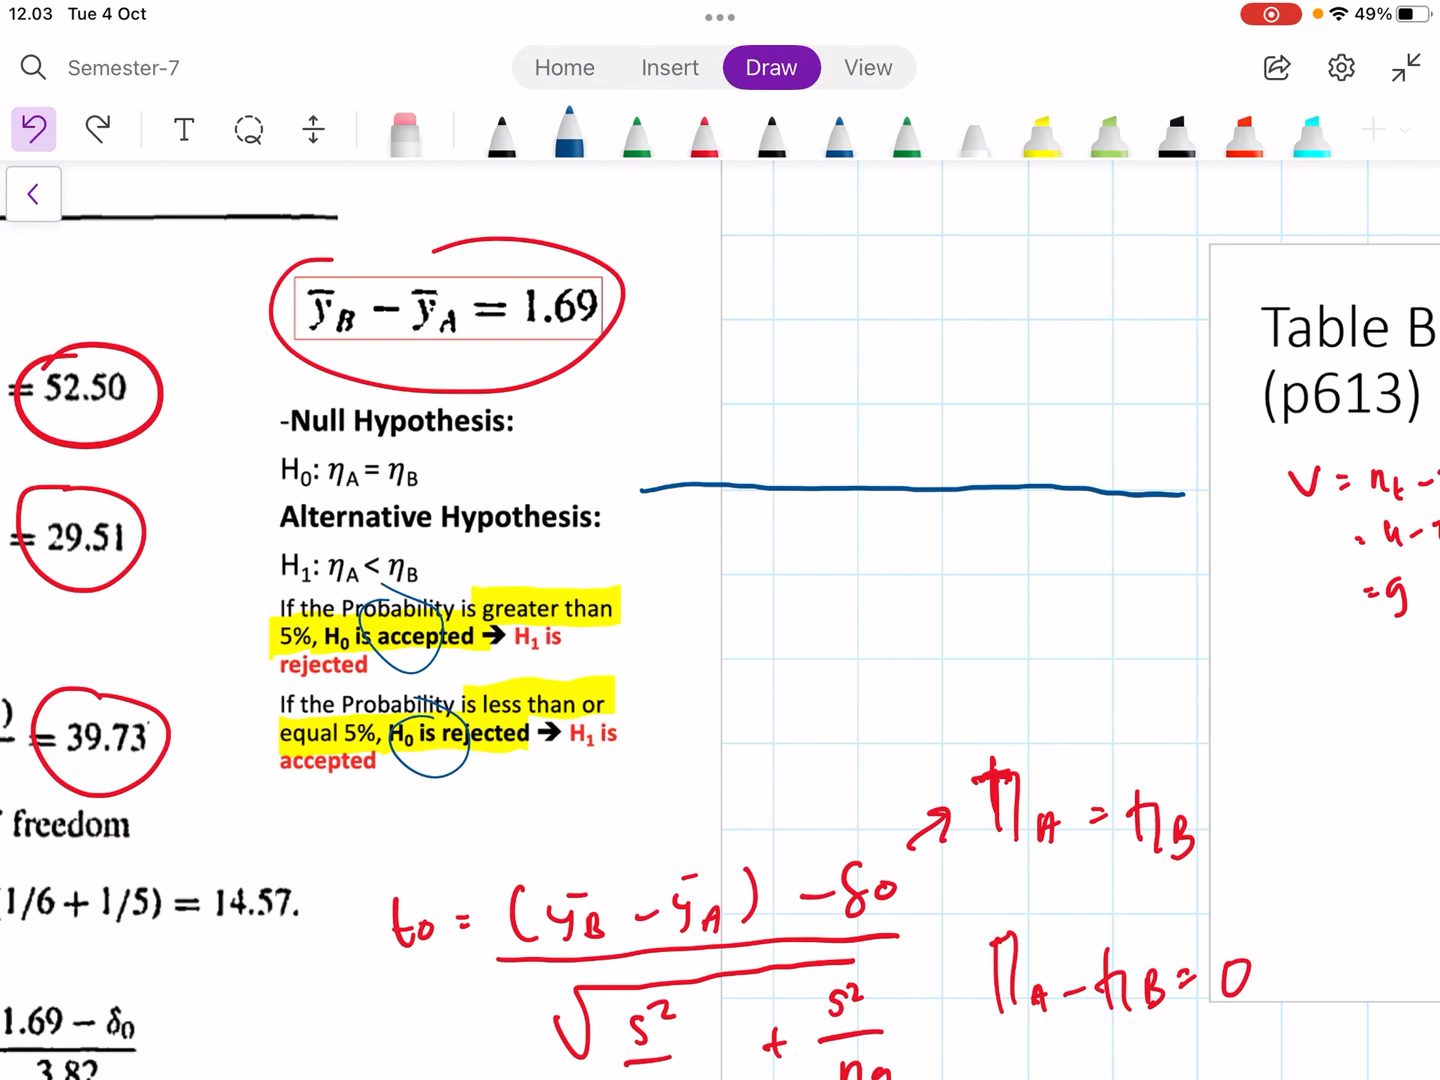 12.03 Tue 4 Oct
49%
Semester-7
Home Insert Draw View
T
ȳB − ȳA = 1.69
= 52.50
-Null Hypothesis:
H₀: ηA = ηB
= 29.51
Alternative Hypothesis:
H₁: ηA < ηB
If the Probability is greater than
5%, H₀ is accepted ➔ H₁ is
rejected
If the Probability is less than or
equal 5%, H₀ is rejected ➔ H₁ is
accepted
= 39.73
freedom
(1/6 + 1/5) = 14.57.
1.69 − δ₀
3.82
Table B
(p613)
V = nt -
= 9
ηA = ηB
t₀ = (ȳB - ȳA) - δ₀
√ s² + s²
ηA - ηB = 0